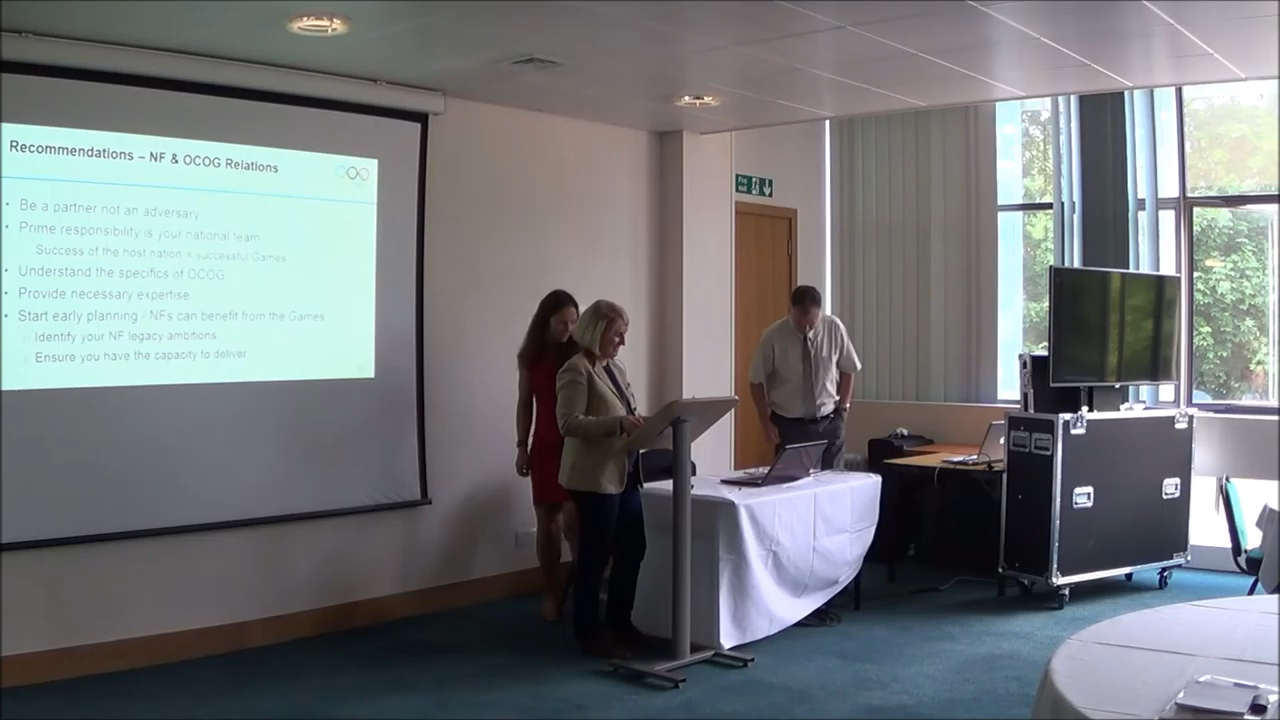 Recommendations – NF & OCOG Relations
• Be a partner not an adversary
• Prime responsibility is your national team
Success of the host nation = successful Games
• Understand the specifics of OCOG
• Provide necessary expertise
• Start early planning / NFs can benefit from the Games
Identify your NF legacy ambitions
Ensure you have the capacity to deliver
Fire exit